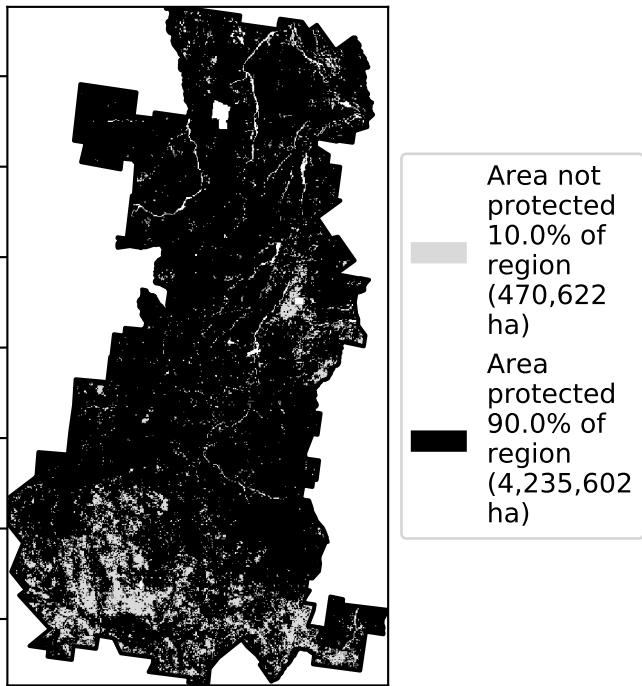 Area not
protected
10.0% of
region
(470,622
ha)
Area
protected
90.0% of
region
(4,235,602
ha)